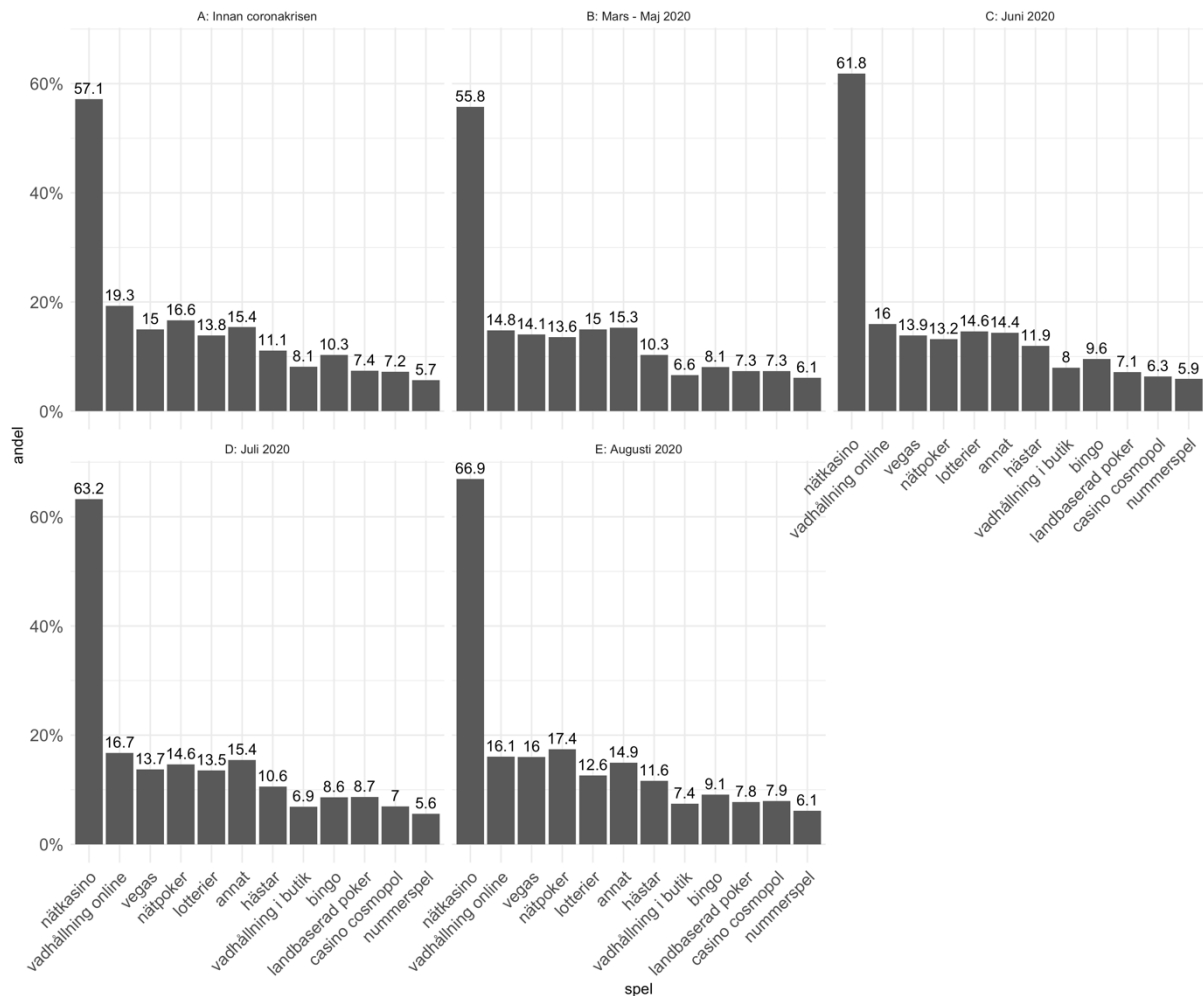 A: Innan coronakrisen
B: Mars - Maj 2020
C: Juni 2020
60%
40%
20%
0%
57.1
19.3
15
16.6
13.8
15.4
11.1
8.1
10.3
7.4
7.2
5.7
55.8
14.8
14.1
13.6
15
15.3
10.3
6.6
8.1
7.3
7.3
6.1
61.8
16
13.9
13.2
14.6
14.4
11.9
8
9.6
7.1
6.3
5.9
nätkasino
vadhållning online
vegas
nätpoker
lotterier
annat
hästar
vadhållning i butik
bingo
landbaserad poker
casino cosmopol
nummerspel
andel
D: Juli 2020
E: Augusti 2020
60%
40%
20%
0%
63.2
16.7
13.7
14.6
13.5
15.4
10.6
6.9
8.6
8.7
7
5.6
66.9
16.1
16
17.4
12.6
14.9
11.6
7.4
9.1
7.8
7.9
6.1
nätkasino
vadhållning online
vegas
nätpoker
lotterier
annat
hästar
vadhållning i butik
bingo
landbaserad poker
casino cosmopol
nummerspel
nätkasino
vadhållning online
vegas
nätpoker
lotterier
annat
hästar
vadhållning i butik
bingo
landbaserad poker
casino cosmopol
nummerspel
spel